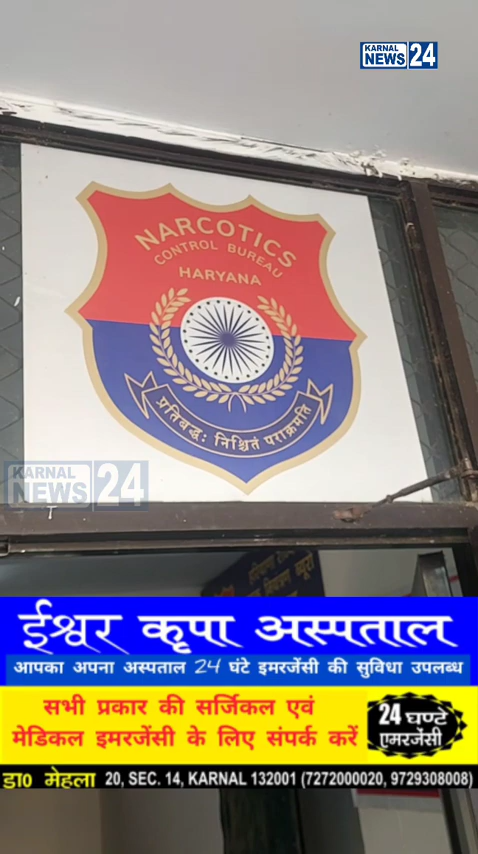 KARNAL
NEWS 24
NARCOTICS
CONTROL BUREAU
HARYANA
प्रतिबद्ध: निश्चितं पराक्रमति
KARNAL
NEWS 24
ईश्वर कृपा अस्पताल
आपका अपना अस्पताल 24 घंटे इमरजेंसी की सुविधा उपलब्ध
सभी प्रकार की सर्जिकल एवं
मेडिकल इमरजेंसी के लिए संपर्क करें
24 घण्टे
एमरजेंसी
डा० मेहला 20, SEC. 14, KARNAL 132001 (7272000020, 9729308008)